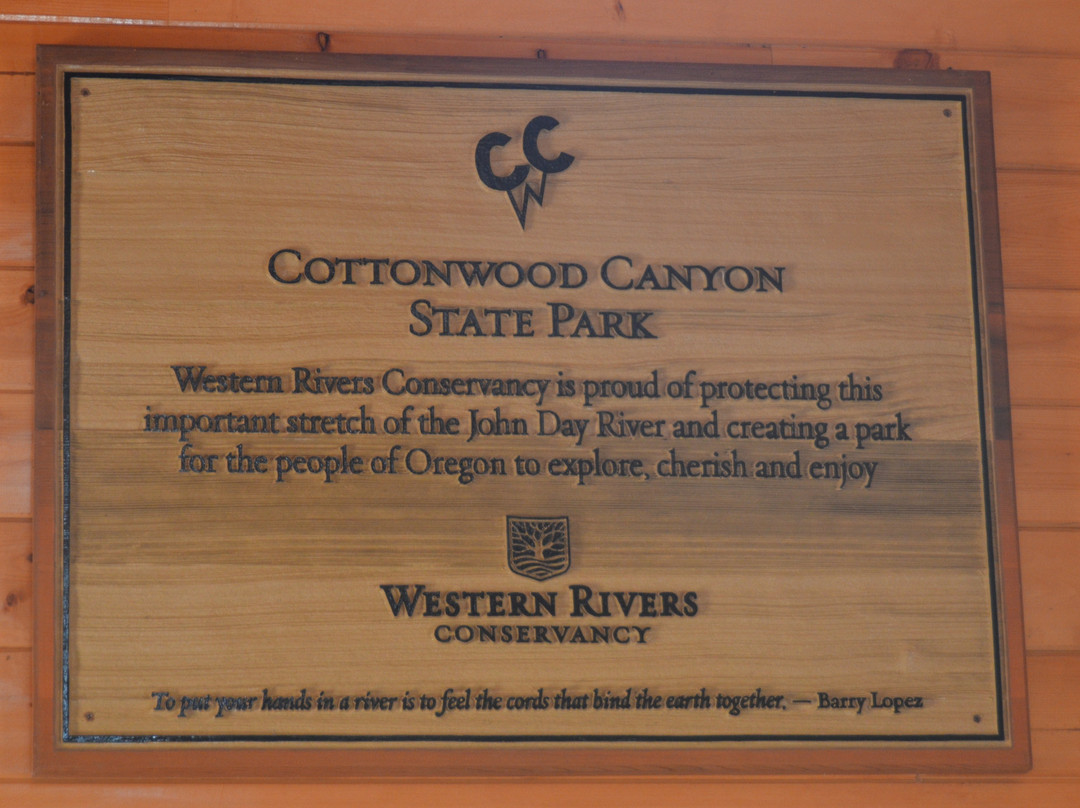 CC
W
COTTONWOOD CANYON
STATE PARK
Western Rivers Conservancy is proud of protecting this
important stretch of the John Day River and creating a park
for the people of Oregon to explore, cherish and enjoy
WESTERN RIVERS
CONSERVANCY
To put your hands in a river is to feel the cords that bind the earth together. — Barry Lopez